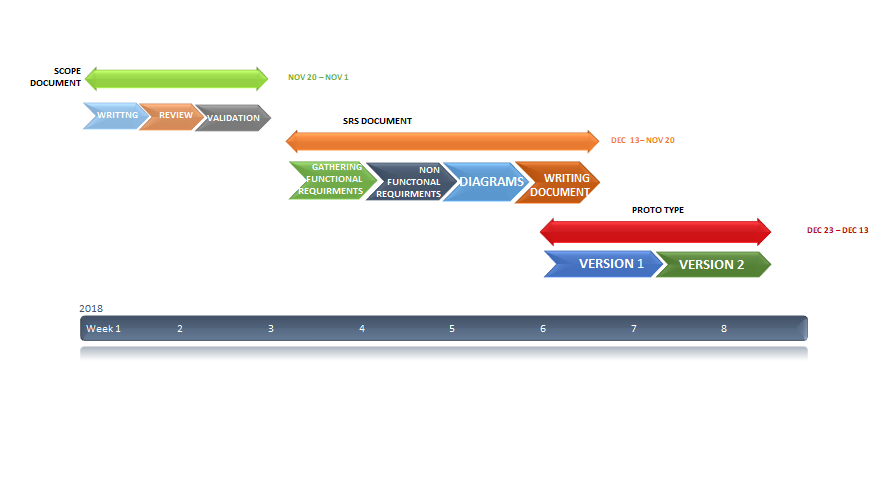 SCOPE
DOCUMENT
NOV 20 – NOV 1
WRITTNG
REVIEW
VALIDATION
SRS DOCUMENT
DEC 13– NOV 20
GATHERING
FUNCTIONAL
REQUIRMENTS
NON
FUNCTONAL
REQUIRMENTS
DIAGRAMS
WRITING
DOCUMENT
PROTO TYPE
DEC 23 – DEC 13
VERSION 1
VERSION 2
2018
Week 1 2 3 4 5 6 7 8